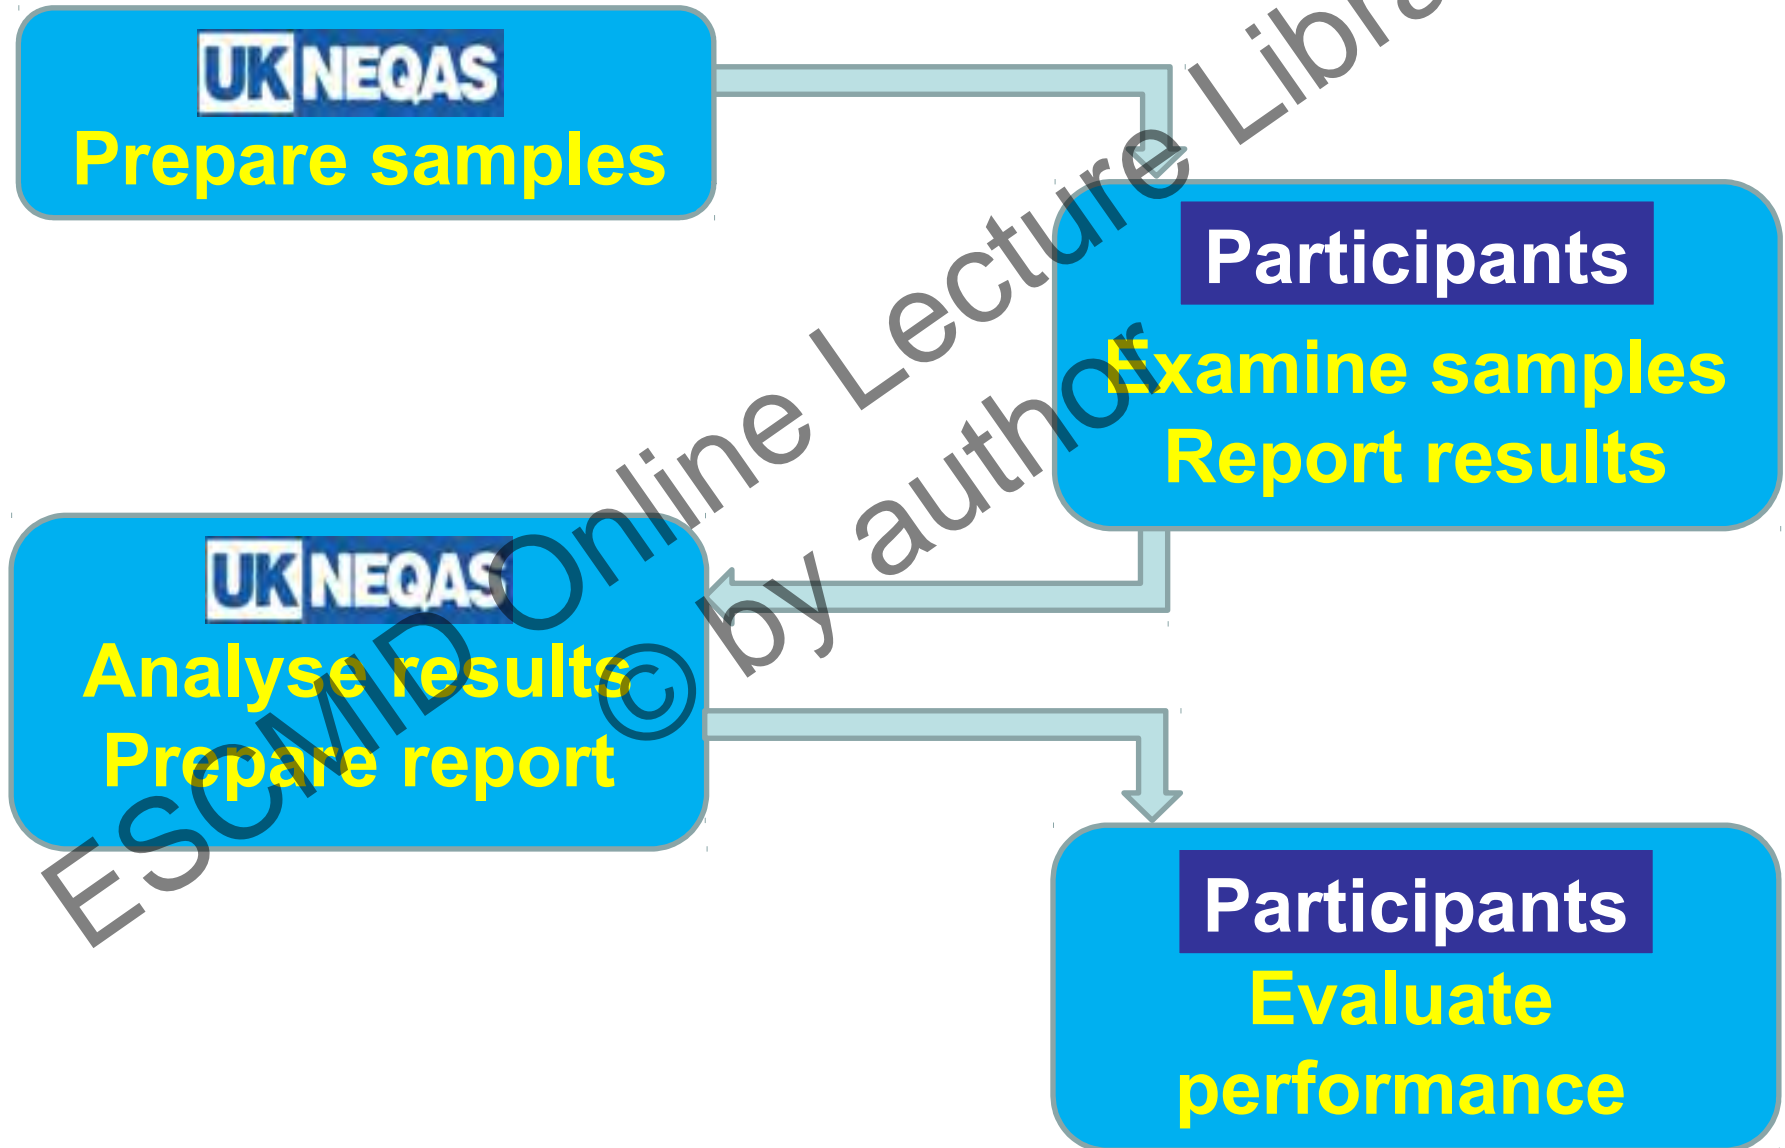 UK NEQAS
Prepare samples
Participants
Examine samples
Report results
UK NEQAS
Analyse results
Prepare report
Participants
Evaluate
performance
ESCMID Online Lecture
© by author